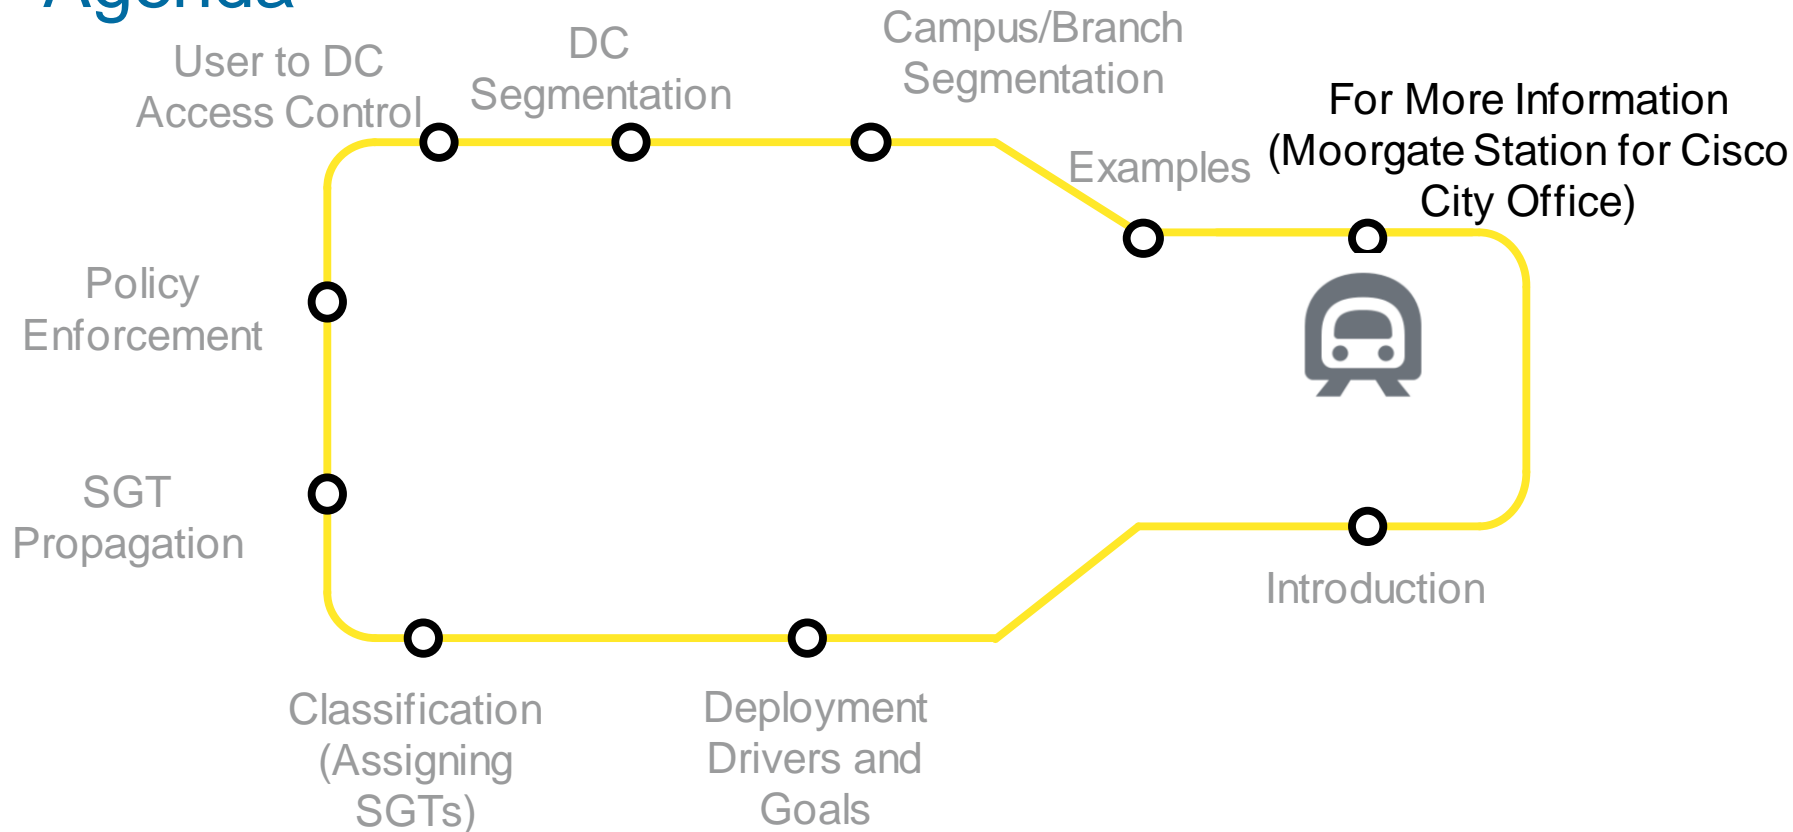 Agenda
User to DC
Access Control
DC
Segmentation
Campus/Branch
Segmentation
Examples
For More Information
(Moorgate Station for Cisco
City Office)
Policy
Enforcement
SGT
Propagation
Introduction
Classification
(Assigning
SGTs)
Deployment
Drivers and
Goals